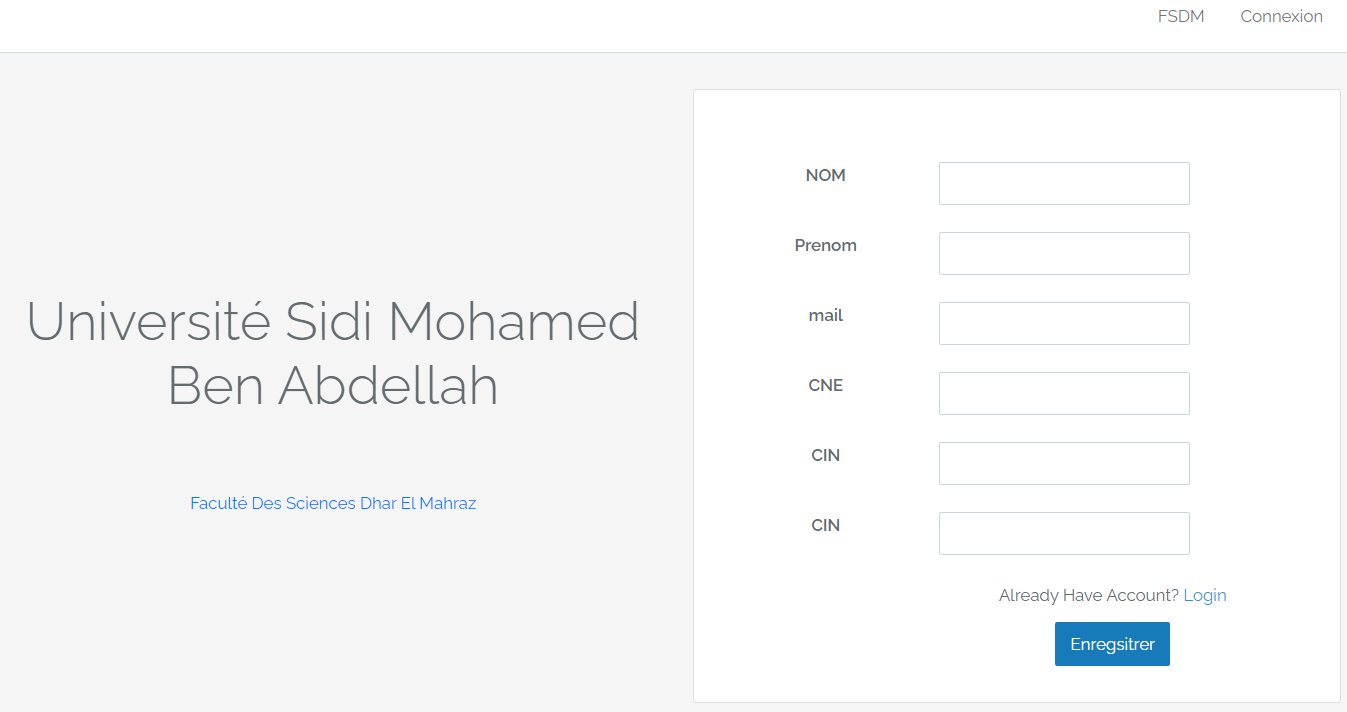 FSDM Connexion
Université Sidi Mohamed
Ben Abdellah
Faculté Des Sciences Dhar El Mahraz
NOM
Prenom
mail
CNE
CIN
CIN
Already Have Account? Login
Enregsitrer